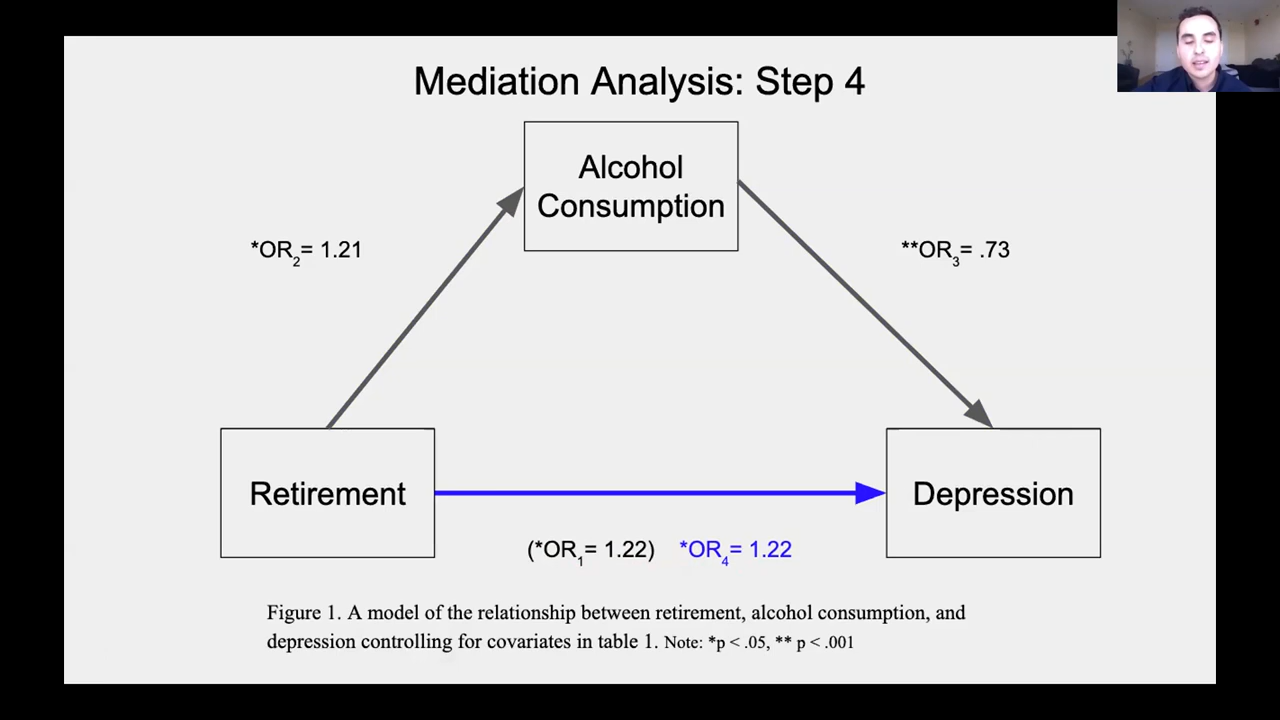 Mediation Analysis: Step 4
Alcohol
Consumption
*OR2= 1.21
**OR3= .73
Retirement
Depression
(*OR1= 1.22) *OR4= 1.22
Figure 1. A model of the relationship between retirement, alcohol consumption, and
depression controlling for covariates in table 1. Note: *p < .05, ** p < .001